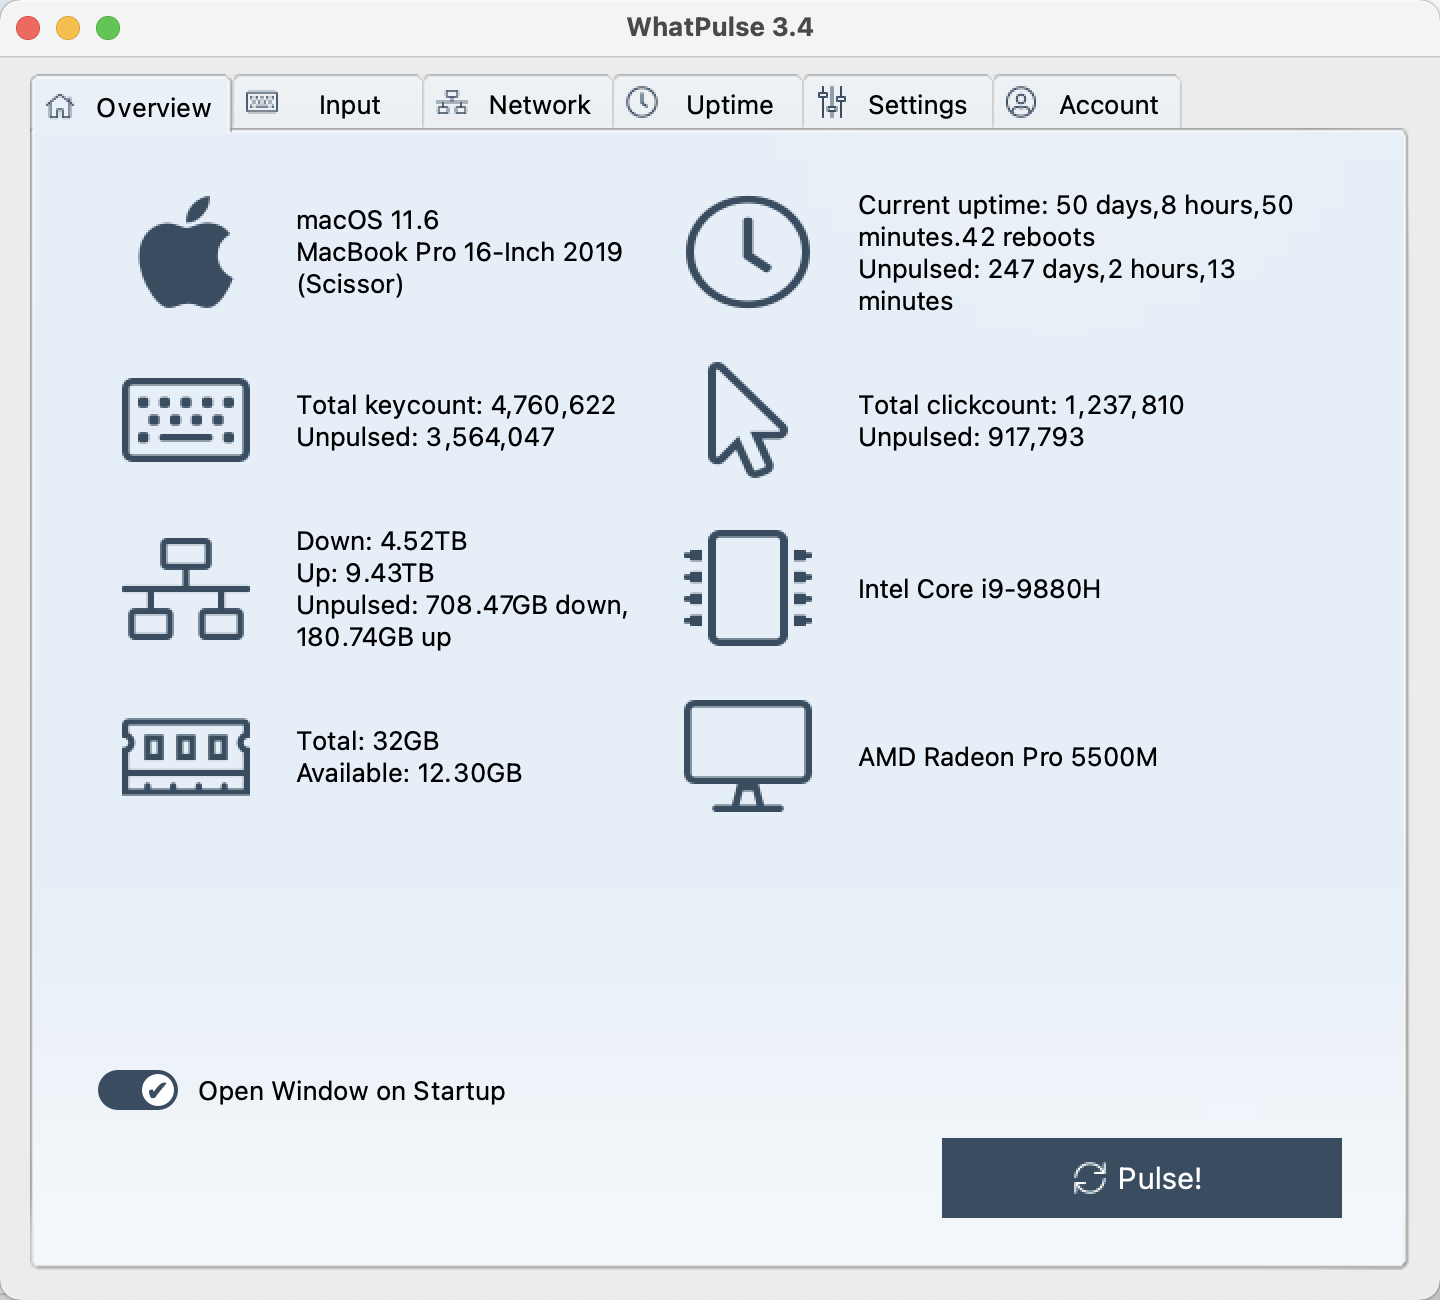 WhatPulse 3.4
Overview
Input
Network
Uptime
Settings
Account
macOS 11.6
MacBook Pro 16-Inch 2019
(Scissor)
Current uptime: 50 days,8 hours,50
minutes.42 reboots
Unpulsed: 247 days,2 hours,13
minutes
Total keycount: 4,760,622
Unpulsed: 3,564,047
Total clickcount: 1,237,810
Unpulsed: 917,793
Down: 4.52TB
Up: 9.43TB
Unpulsed: 708.47GB down,
180.74GB up
Intel Core i9-9880H
Total: 32GB
Available: 12.30GB
AMD Radeon Pro 5500M
Open Window on Startup
Pulse!